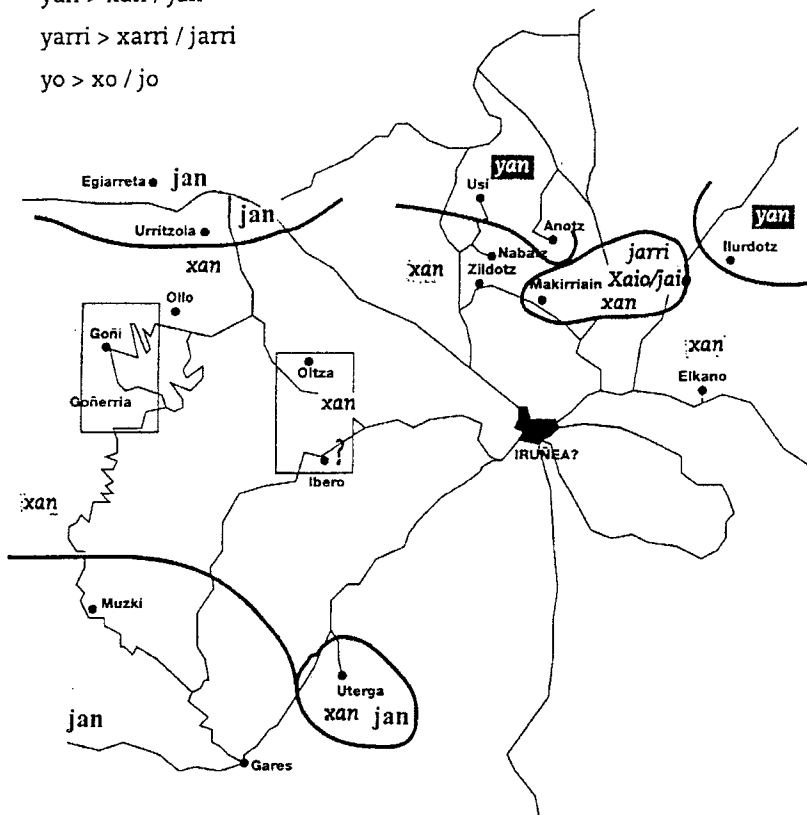 yarri > xarri / jarri
yo > xo / jo
Egiarreta jan
jan
Urritzola
xan
Usi yan
Anotz
yan
Nabatz
xan
Zildotz
jarri
Ilurdotz
Makirriain Xaio/jai
xan
Ollo
Goñi
Oltza
xan
Elkano
Goñerria
xan
IRUÑEA?
?
Ibero
xan
Muzki
Uterga
xan jan
jan
Gares